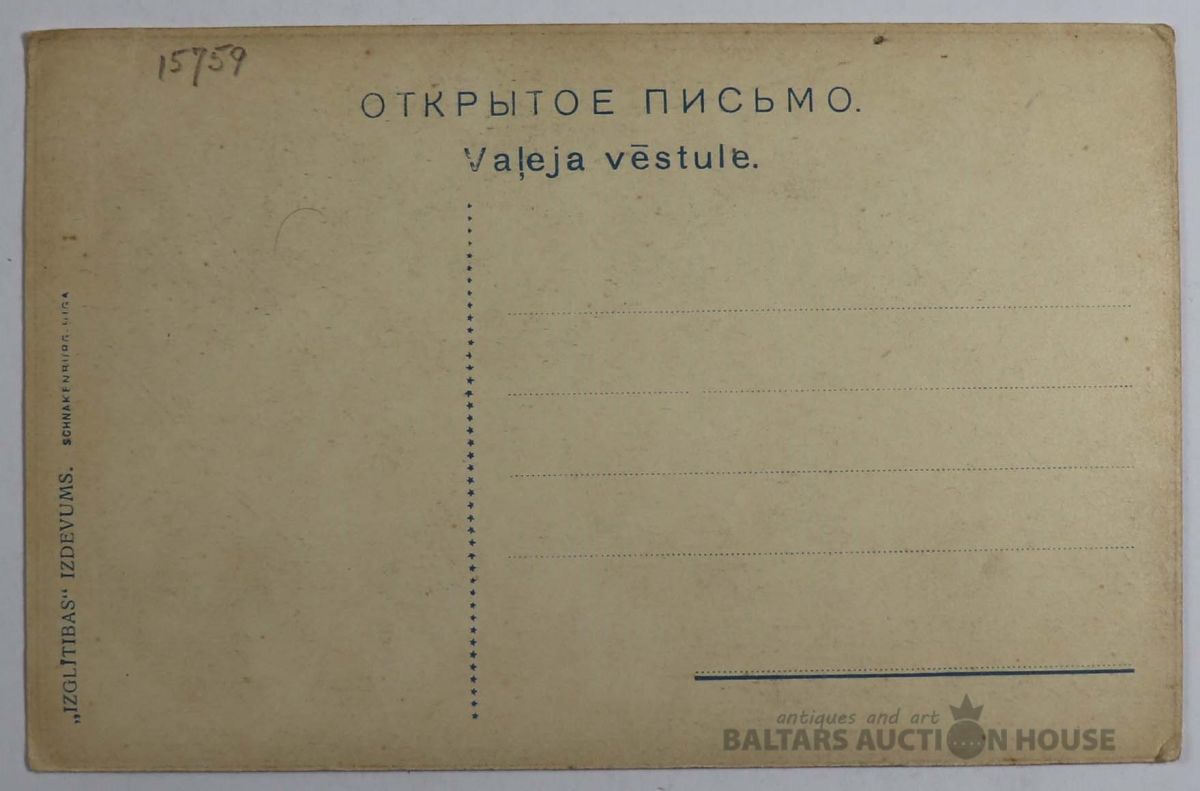 15759
ОТКРЫТОЕ ПИСЬМО.
Vaļeja vēstule.
„IZGLĪTIBAS“ IZDEVUMS. SCHNAKENBURG-RIGA
antiques and art
BALTARS AUCTION HOUSE